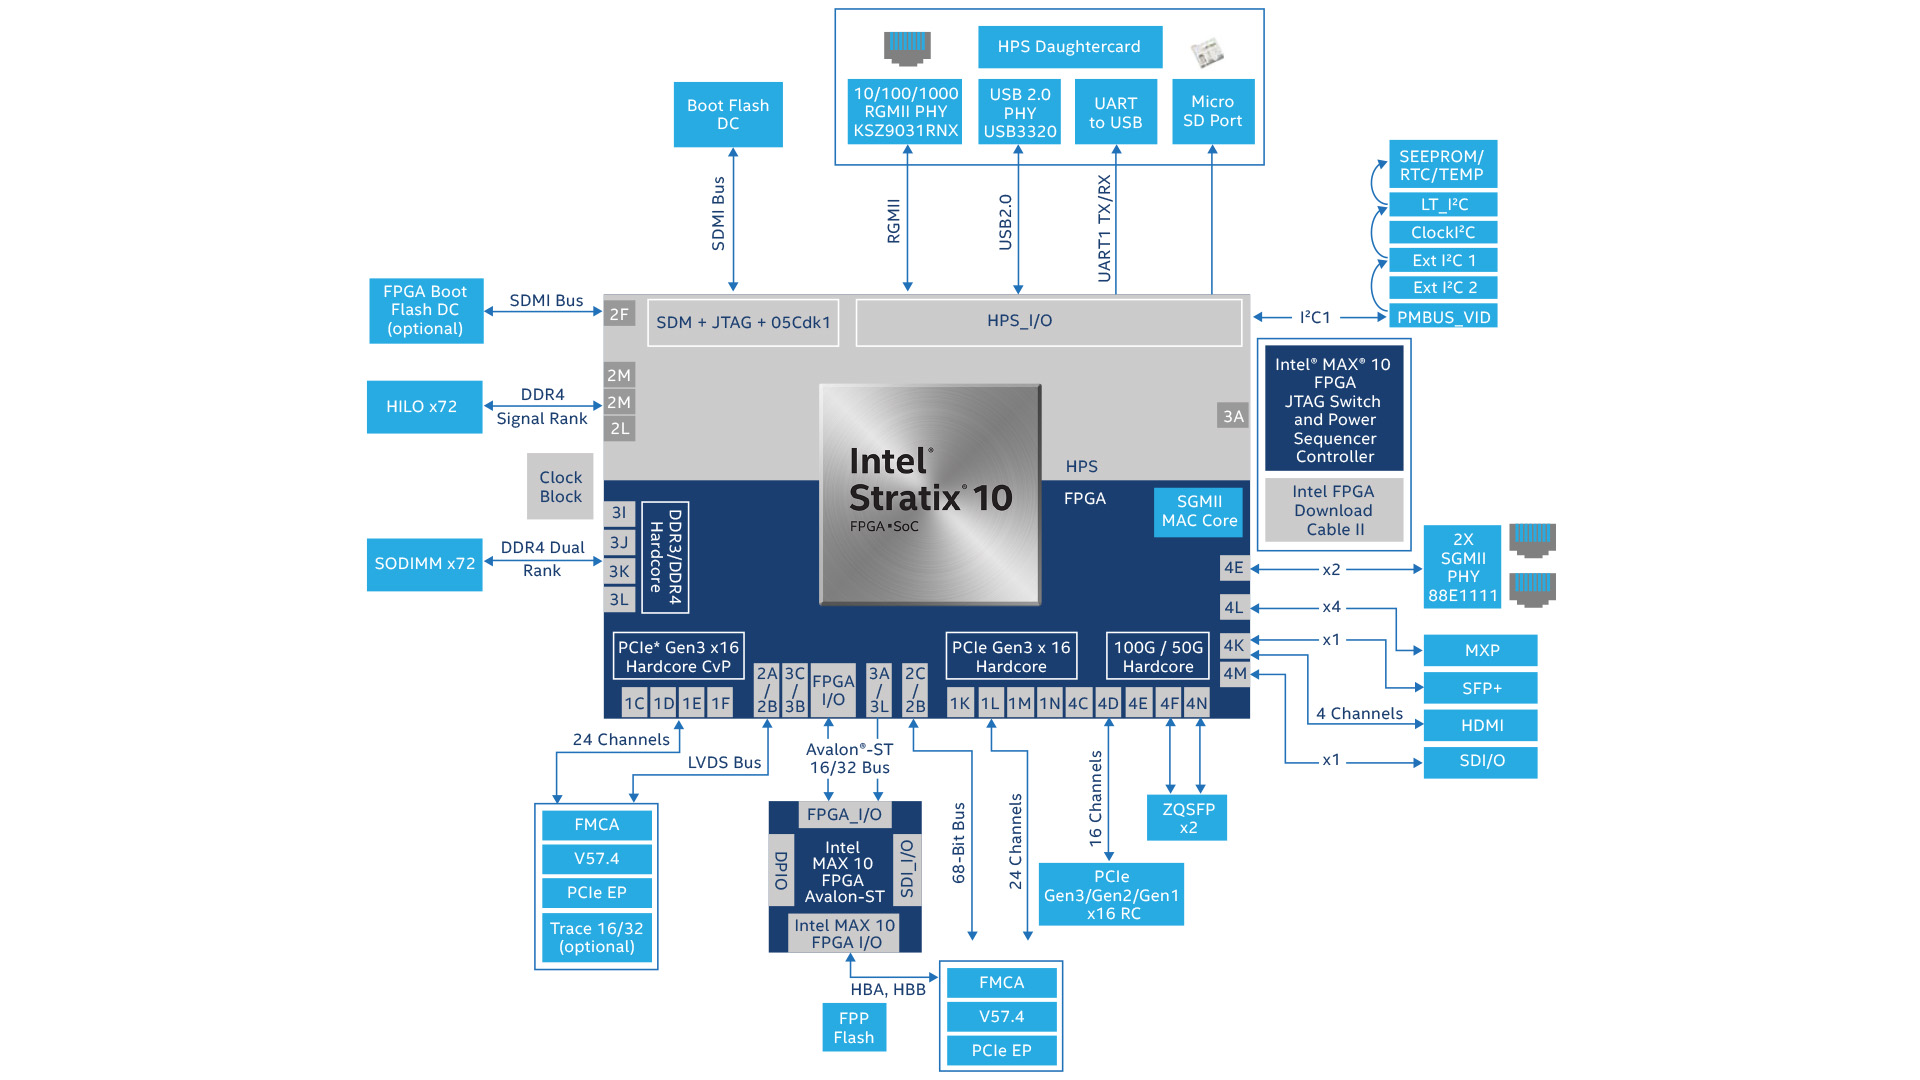 HPS Daughtercard
10/100/1000
RGMII PHY
KSZ9031RNX
USB 2.0
PHY
USB3320
UART
to USB
Micro
SD Port
Boot Flash
DC
SDMI Bus
RGMII
USB2.0
UART1 TX/RX
SEEPROM/
RTC/TEMP
LT_I²C
ClockI²C
Ext I²C 1
Ext I²C 2
PMBUS_VID
I²C1
FPGA Boot
Flash DC
(optional)
SDMI Bus
2F
SDM + JTAG + 05Cdk1
HPS_I/O
HILO x72
DDR4
Signal Rank
2M
2M
2L
3A
Intel® MAX® 10
FPGA
JTAG Switch
and Power
Sequencer
Controller
Intel FPGA
Download
Cable II
Clock
Block
Intel®
Stratix® 10
FPGA ▪ SoC
HPS
FPGA
SGMII
MAC Core
SODIMM x72
DDR4 Dual
Rank
3I
3J
3K
3L
DDR3/DDR4
Hardcore
4E
x2
2X
SGMII
PHY
88E1111
4L
x4
MXP
4K
x1
SFP+
4 Channels
HDMI
4M
x1
SDI/O
PCIe* Gen3 x16
Hardcore CvP
1C
1D
1E
1F
2A
/
2B
3C
/
3B
FPGA
I/O
3A
/
3L
2C
/
2B
PCIe Gen3 x 16
Hardcore
100G / 50G
Hardcore
1K
1L
1M
1N
4C
4D
4E
4F
4N
24 Channels
LVDS Bus
Avalon®-ST
16/32 Bus
68-Bit Bus
24 Channels
16 Channels
ZQSFP
x2
PCIe
Gen3/Gen2/Gen1
x16 RC
FMCA
V57.4
PCIe EP
Trace 16/32
(optional)
FPGA_I/O
DPIO
Intel
MAX 10
FPGA
Avalon-ST
SDI_I/O
Intel MAX 10
FPGA I/O
HBA, HBB
FPP
Flash
FMCA
V57.4
PCIe EP